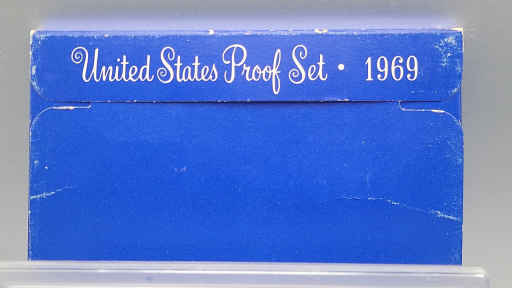 United States Proof Set • 1969